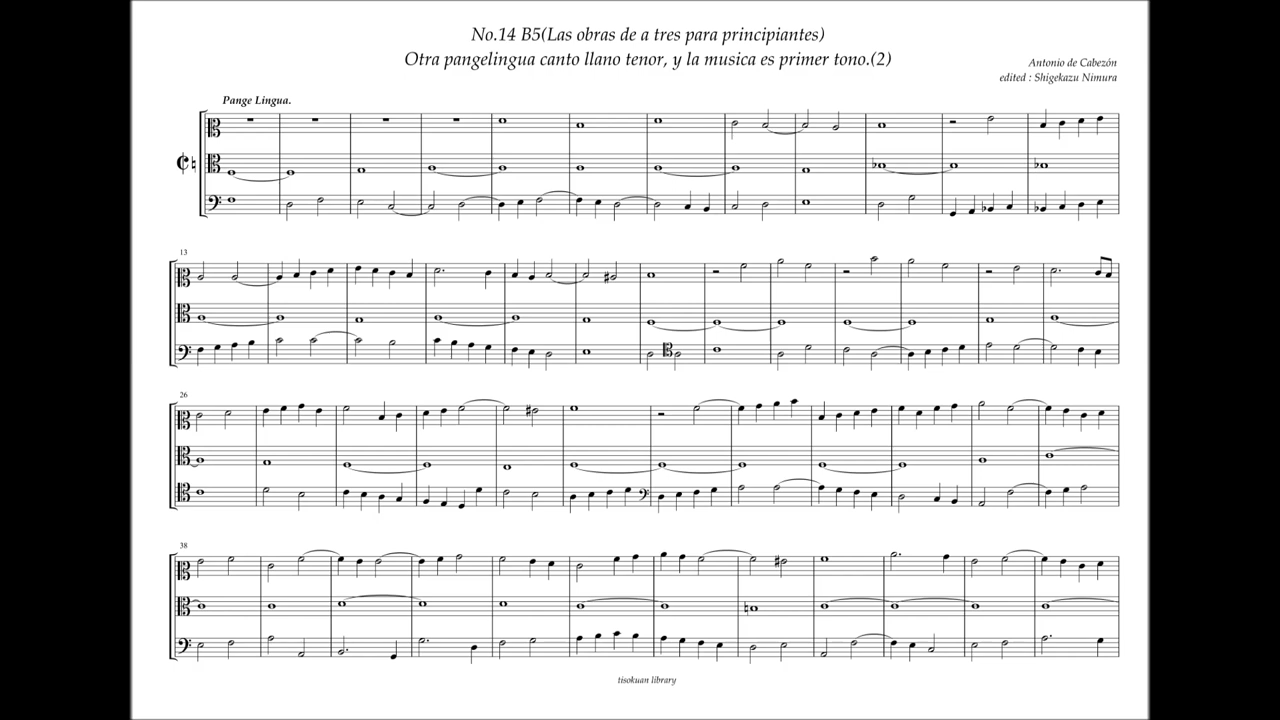 No.14 B5(Las obras de a tres para principiantes)
Otra pangelingua canto llano tenor, y la musica es primer tono.(2)
Antonio de Cabezón
edited : Shigekazu Nimura
Pange Lingua.
13
26
38
tisokuan library